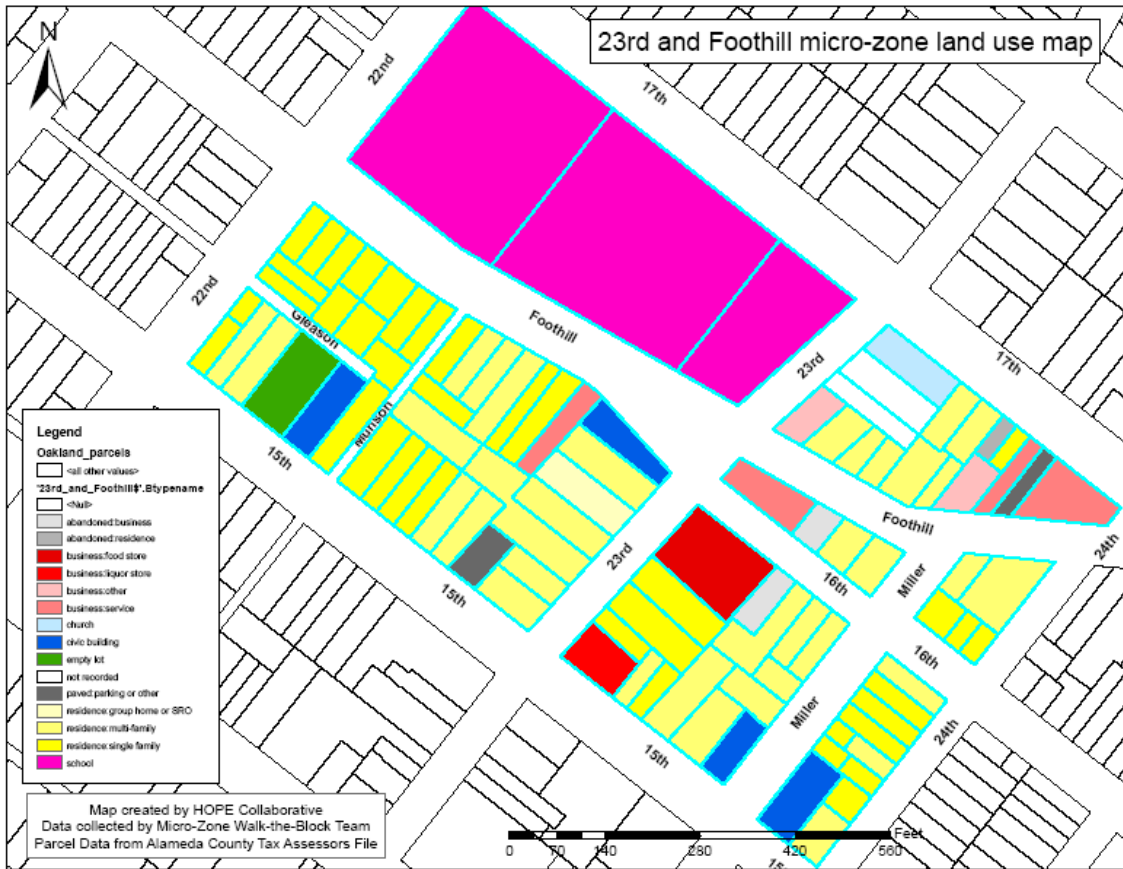 23rd and Foothill micro-zone land use map
N
22nd
17th
22nd
Gleason
Foothill
23rd
17th
Munson
15th
Foothill
24th
23rd
16th
Miller
15th
16th
Miller
24th
15th
15
Legend
Oakland_parcels
<all other values>
'23rd_and_Foothill$'.Btypename
<Null>
abandoned:business
abandoned:residence
business:food store
business:liquor store
business:other
business:service
church
civic building
empty lot
not recorded
paved:parking or other
residence:group home or SRO
residence:multi-family
residence:single family
school
Map created by HOPE Collaborative
Data collected by Micro-Zone Walk-the-Block Team
Parcel Data from Alameda County Tax Assessors File
Feet
0 70 140 280 420 560